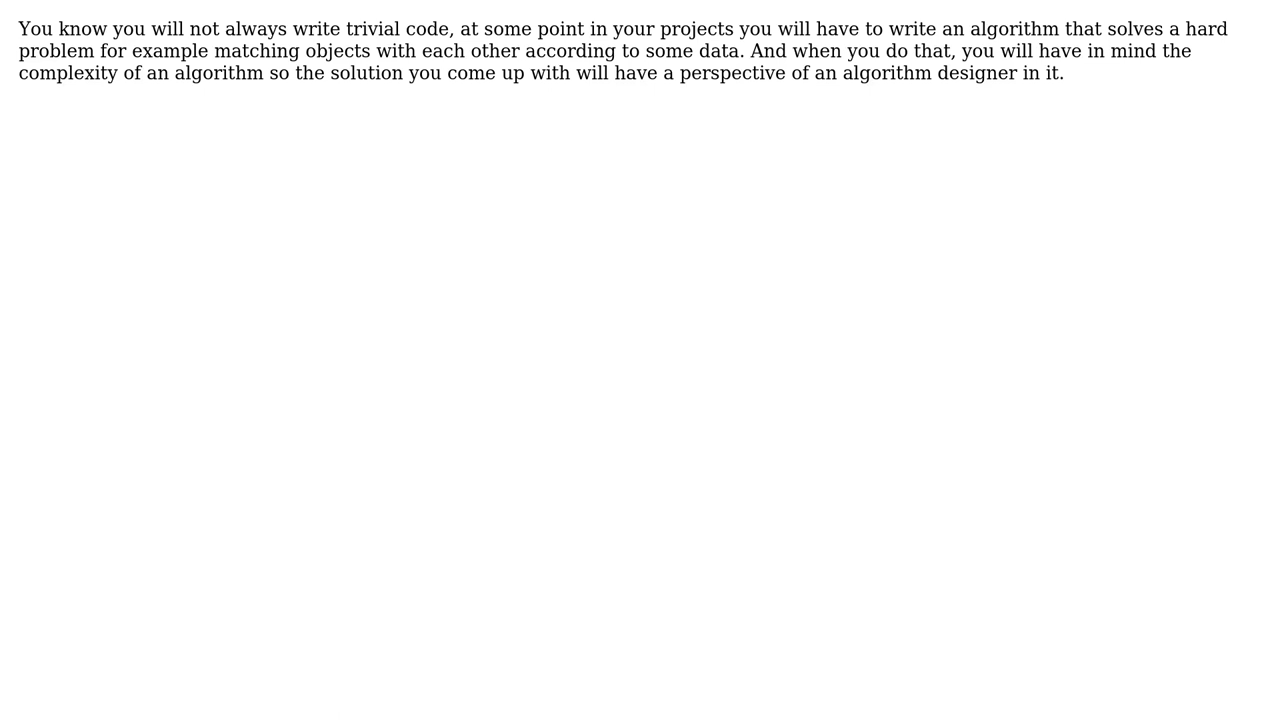 You know you will not always write trivial code, at some point in your projects you will have to write an algorithm that solves a hard
problem for example matching objects with each other according to some data. And when you do that, you will have in mind the
complexity of an algorithm so the solution you come up with will have a perspective of an algorithm designer in it.